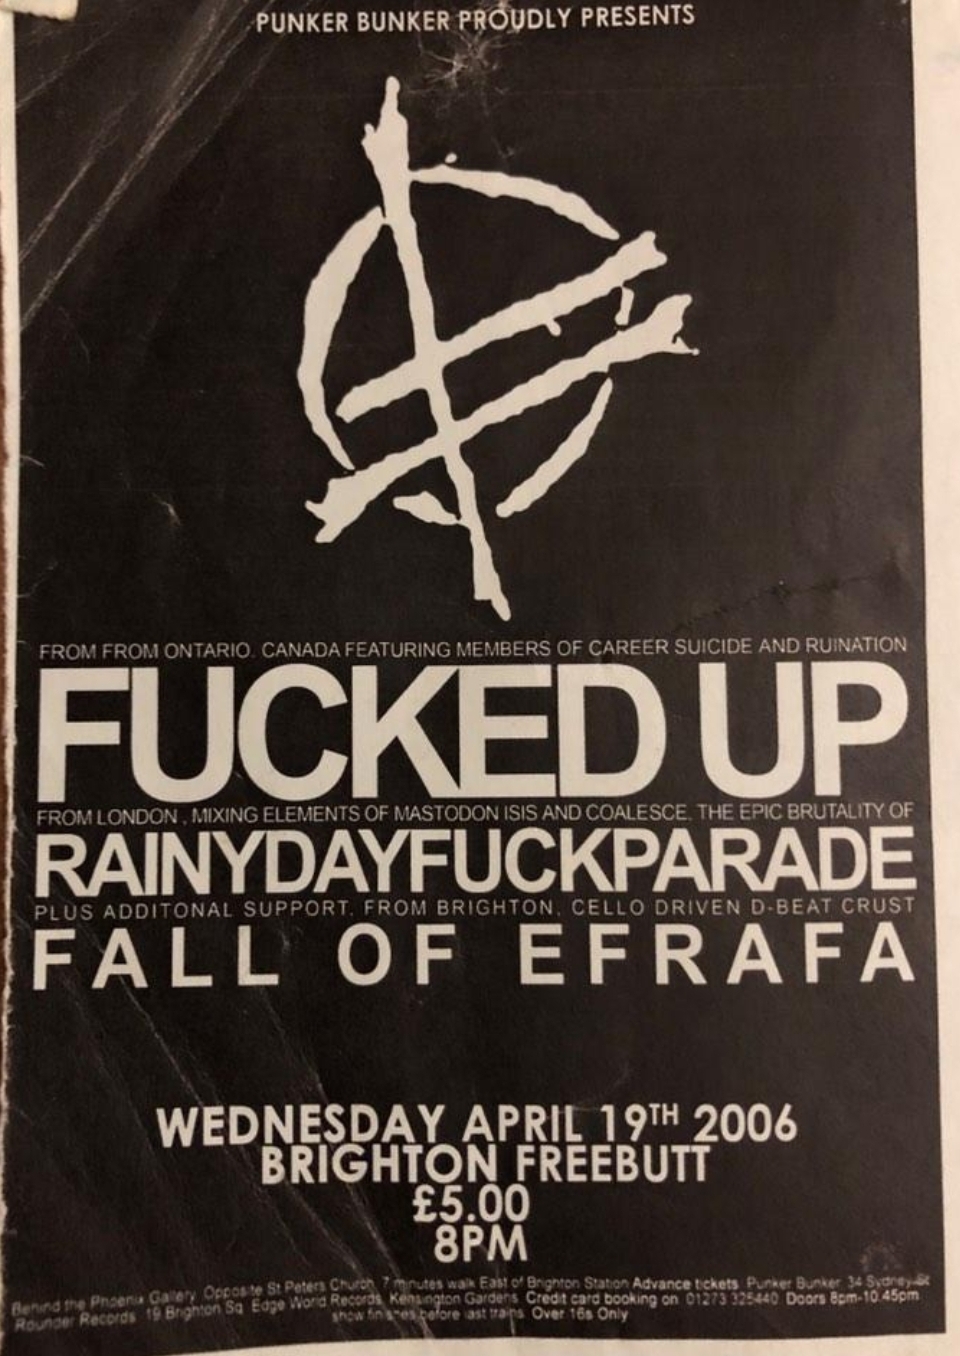 PUNKER BUNKER PROUDLY PRESENTS
FROM FROM ONTARIO. CANADA FEATURING MEMBERS OF CAREER SUICIDE AND RUINATION
FUCKED UP
FROM LONDON , MIXING ELEMENTS OF MASTODON ISIS AND COALESCE. THE EPIC BRUTALITY OF
RAINYDAYFUCKPARADE
PLUS ADDITONAL SUPPORT. FROM BRIGHTON. CELLO DRIVEN D-BEAT CRUST
FALL OF EFRAFA
WEDNESDAY APRIL 19TH 2006
BRIGHTON FREEBUTT
£5.00
8PM
Behind the Phoenix Gallery Opposite St Peters Church, 7 minutes walk East of Brighton Station Advance tickets Punker Bunker 34 Sydney St
Rounder Records 19 Brighton Sq Edge World Records, Kensington Gardens Credit card booking on 01273 325440 Doors 8pm-10.45pm
show finishes before last trains Over 16s Only